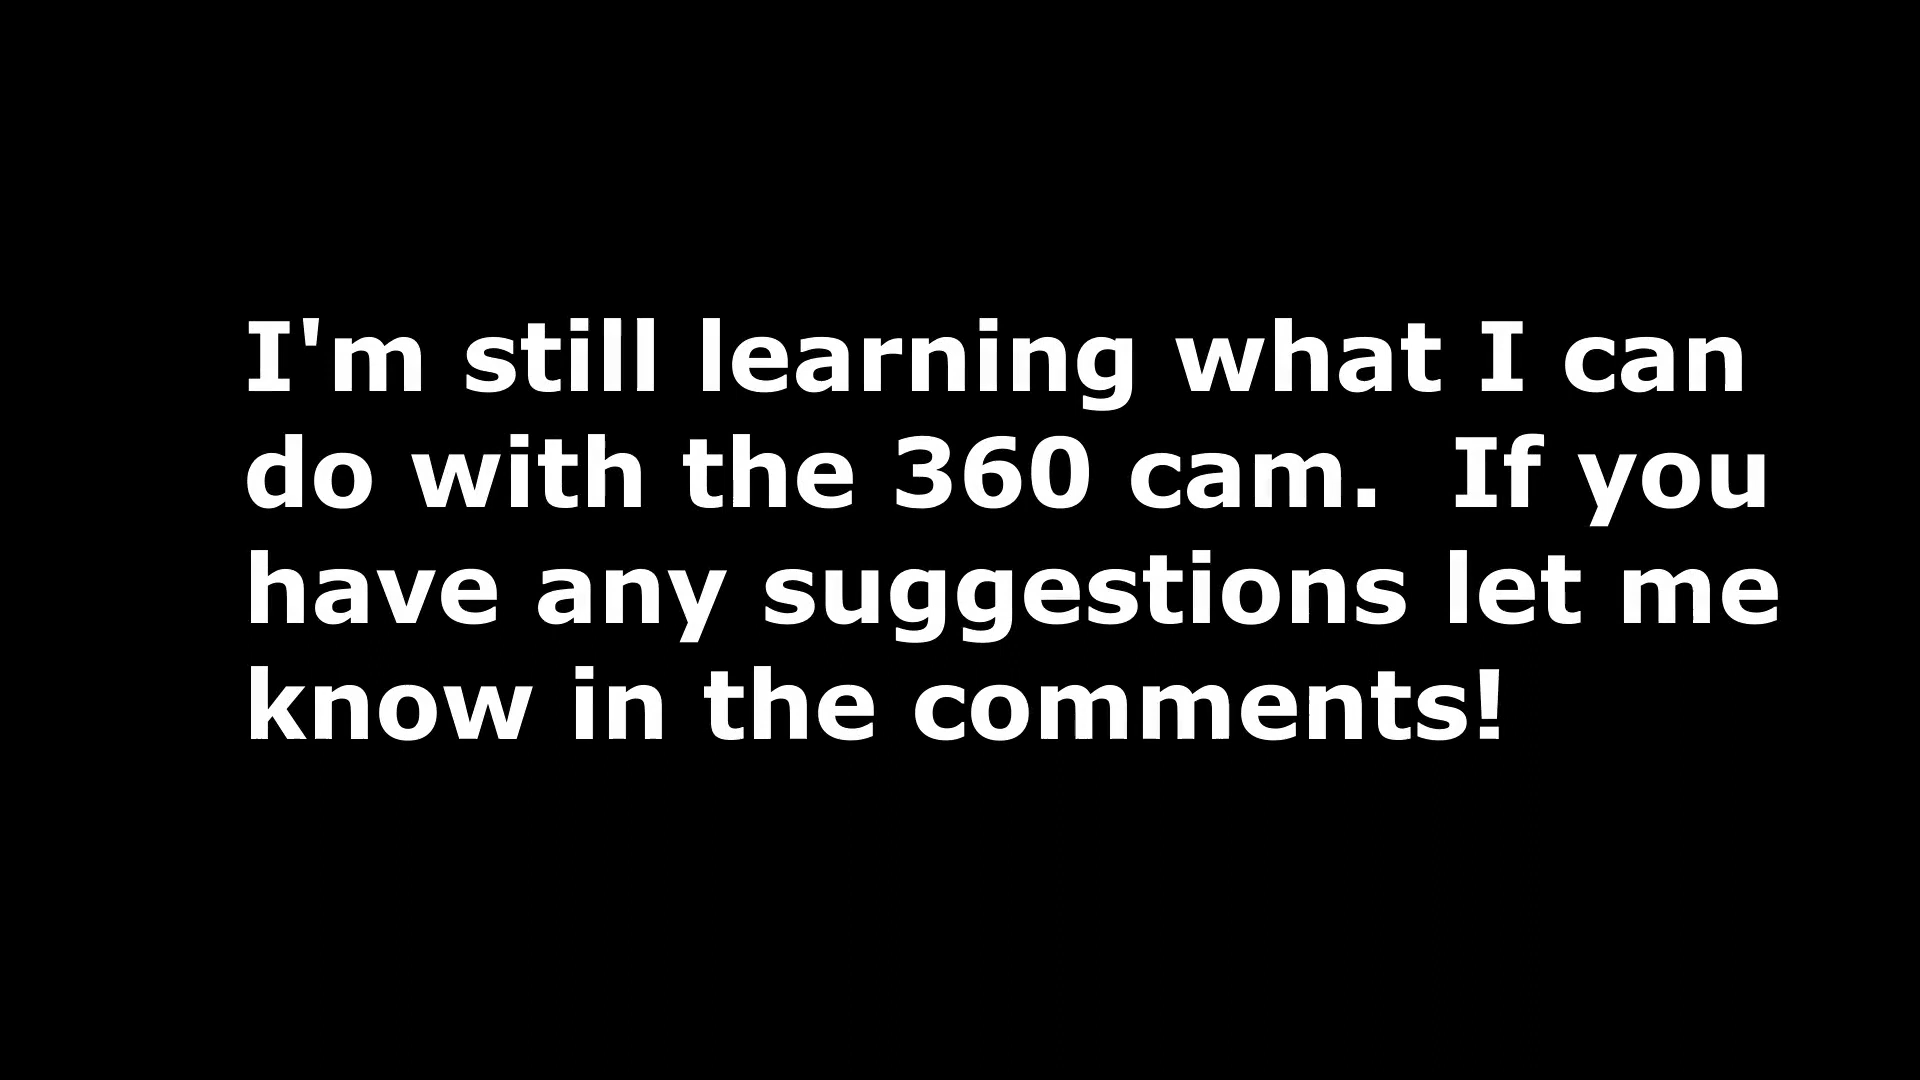 I'm still learning what I can
do with the 360 cam.  If you
have any suggestions let me
know in the comments!